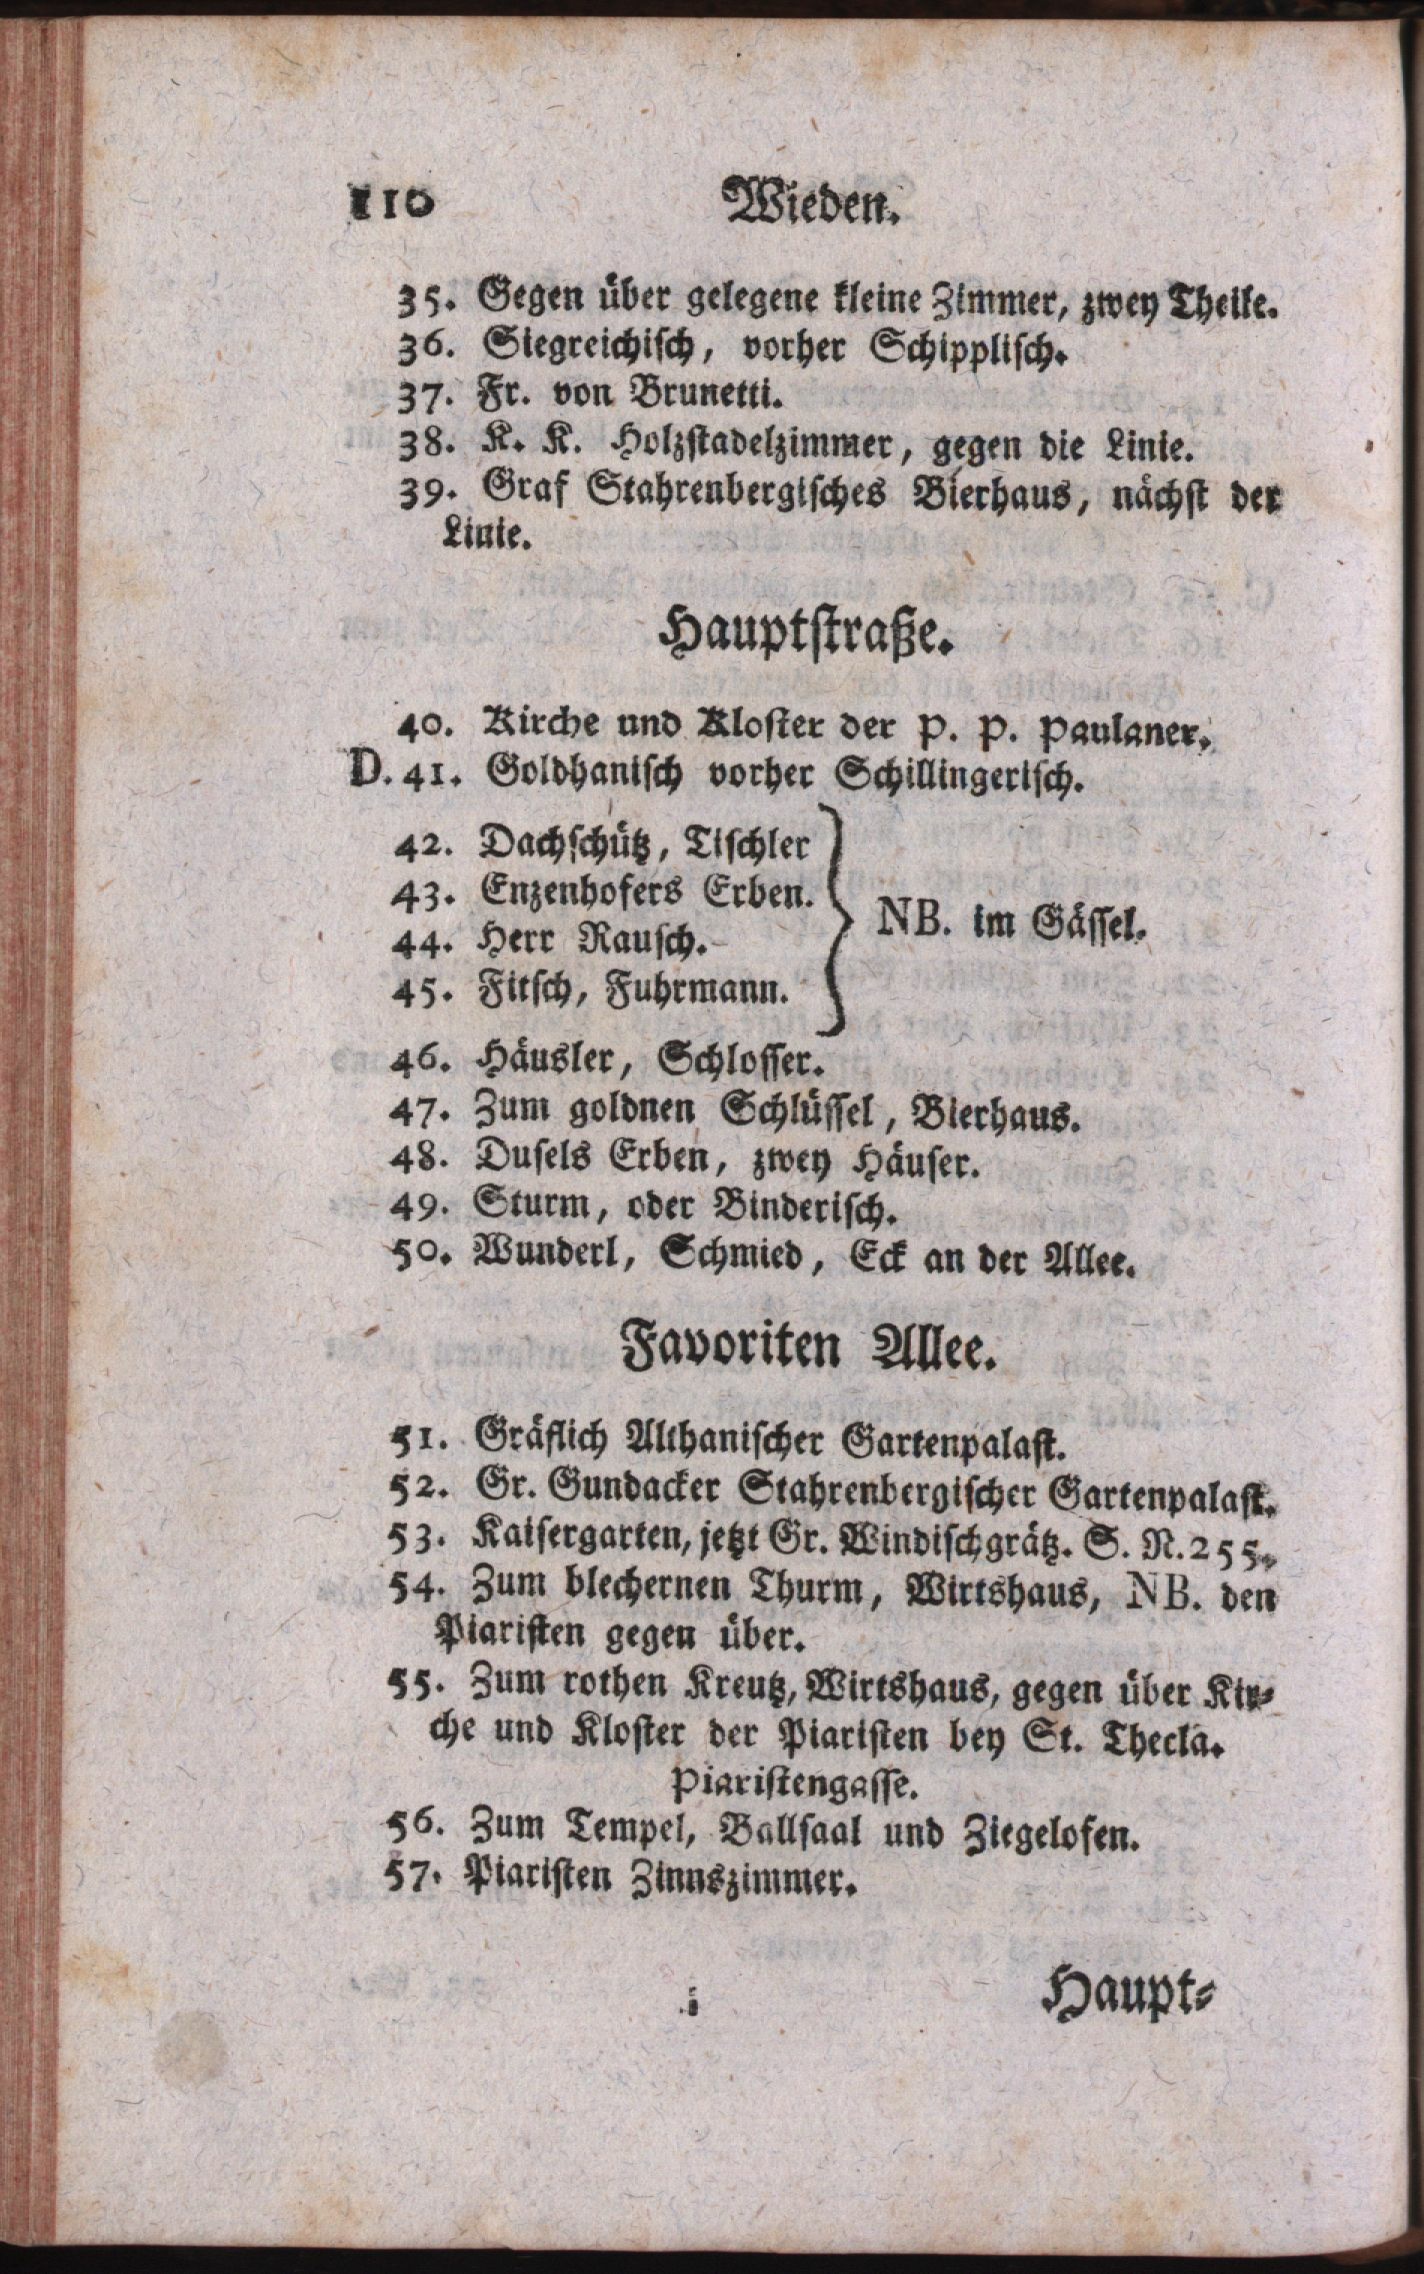 110 Wieden.
35. Gegen über gelegene kleine Zimmer, zwey Theile.
36. Siegreichisch, vorher Schipplisch.
37. Fr. von Brunetti.
38. K. K. Holzstadelzimmer, gegen die Linie.
39. Graf Stahrenbergisches Bierhaus, nächst der
Linie.
Hauptstraße.
40. Kirche und Kloster der P. P. Paulaner.
D. 41. Goldhanisch vorher Schillingerisch.
42. Dachschütz, Tischler
43. Enzenhofers Erben.
44. Herr Rausch.
45. Fitsch, Fuhrmann.
NB. im Gässel.
46. Häusler, Schlosser.
47. Zum goldnen Schlüssel, Bierhaus.
48. Dusels Erben, zwey Häuser.
49. Sturm, oder Binderisch.
50. Wunderl, Schmied, Eck an der Allee.
Favoriten Allee.
51. Gräflich Althanischer Gartenpalast.
52. Gr. Gundacker Stahrenbergischer Gartenpalast.
53. Kaisergarten, jetzt Gr. Windischgrätz. S. N. 255.
54. Zum blechernen Thurm, Wirtshaus, NB. den
Piaristen gegen über.
55. Zum rothen Kreutz, Wirtshaus, gegen über Kir-
che und Kloster der Piaristen bey St. Thecla.
Piaristengasse.
56. Zum Tempel, Ballsaal und Ziegelofen.
57. Piaristen Zinnszimmer.
Haupt-